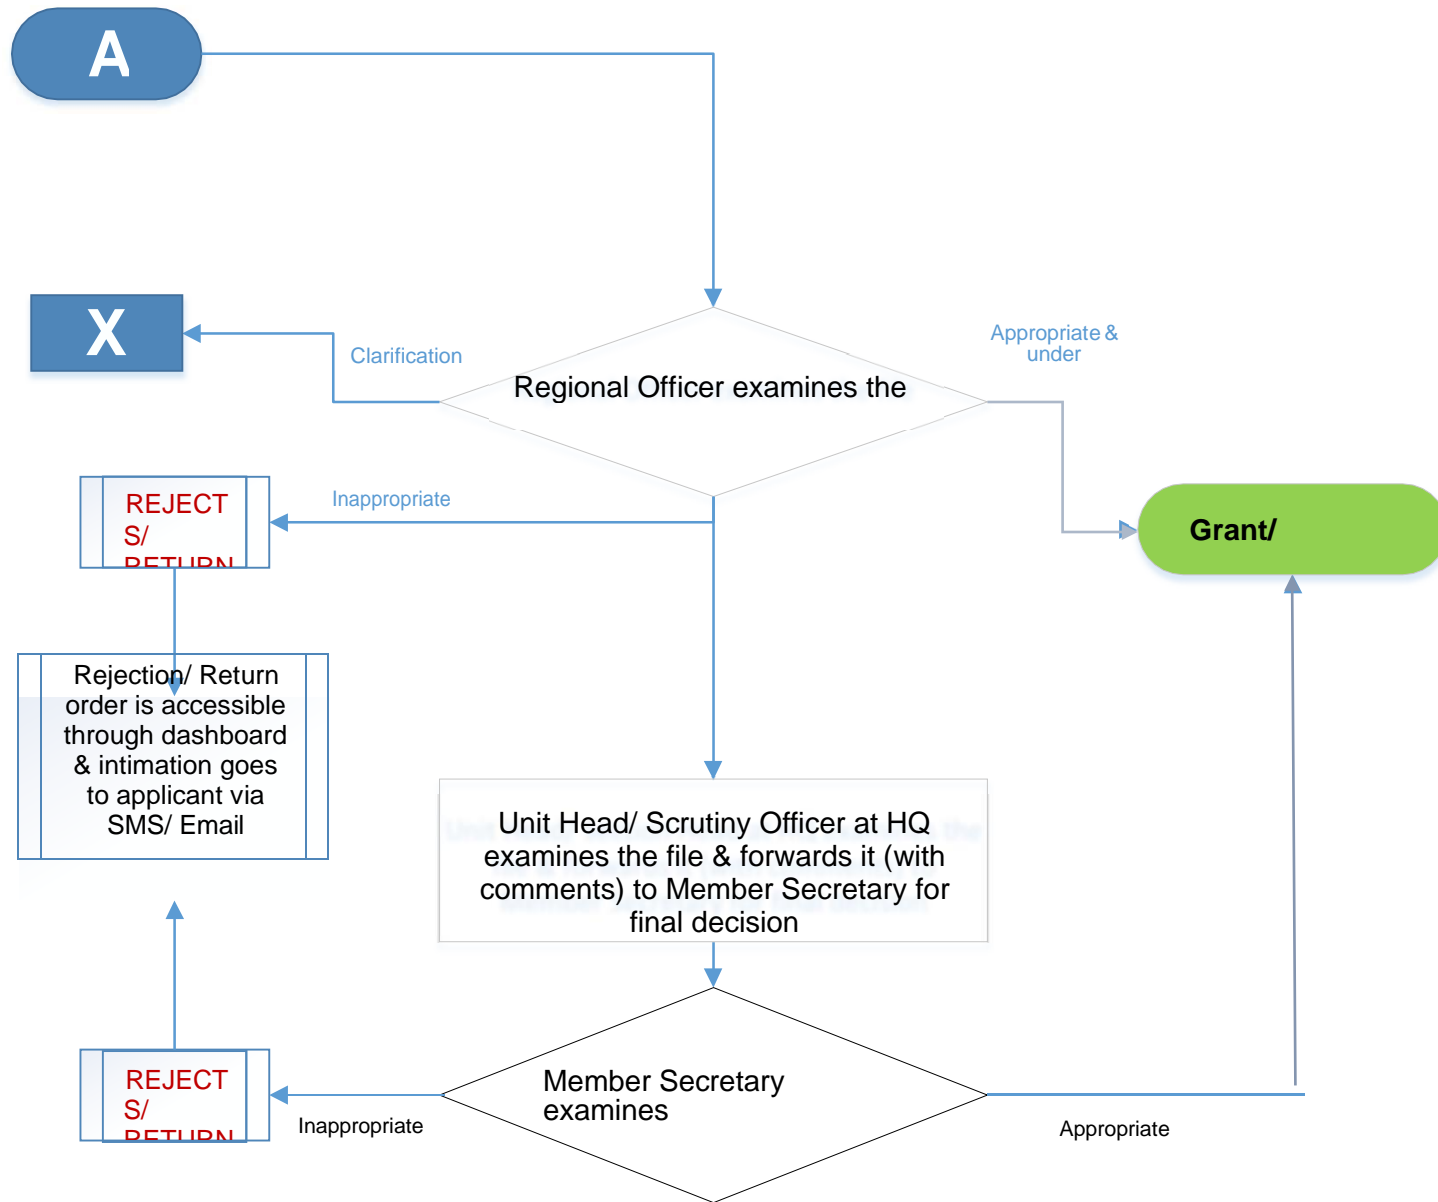 A
X
Clarification
Appropriate &
under
Regional Officer examines the
Inappropriate
REJECT
S/
RETURN
Grant/
Rejection/ Return
order is accessible
through dashboard
& intimation goes
to applicant via
SMS/ Email
Unit Head/ Scrutiny Officer at HQ
examines the file & forwards it (with
comments) to Member Secretary for
final decision
Member Secretary
examines
REJECT
S/
RETURN
Inappropriate
Appropriate